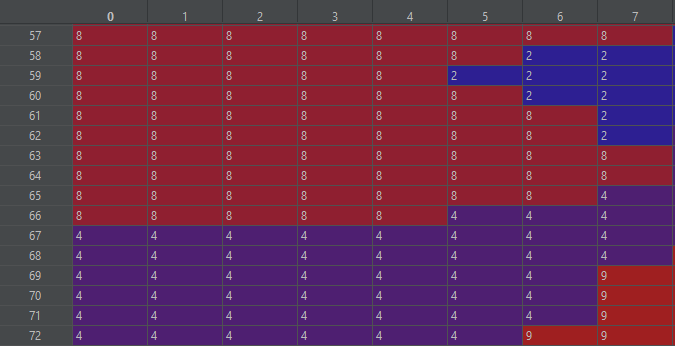 0 1 2 3 4 5 6 7
57 8 8 8 8 8 8 8 8
58 8 8 8 8 8 8 2 2
59 8 8 8 8 8 2 2 2
60 8 8 8 8 8 8 2 2
61 8 8 8 8 8 8 8 2
62 8 8 8 8 8 8 8 2
63 8 8 8 8 8 8 8 8
64 8 8 8 8 8 8 8 8
65 8 8 8 8 8 8 8 4
66 8 8 8 8 8 4 4 4
67 4 4 4 4 4 4 4 4
68 4 4 4 4 4 4 4 4
69 4 4 4 4 4 4 4 9
70 4 4 4 4 4 4 4 9
71 4 4 4 4 4 4 4 9
72 4 4 4 4 4 4 9 9